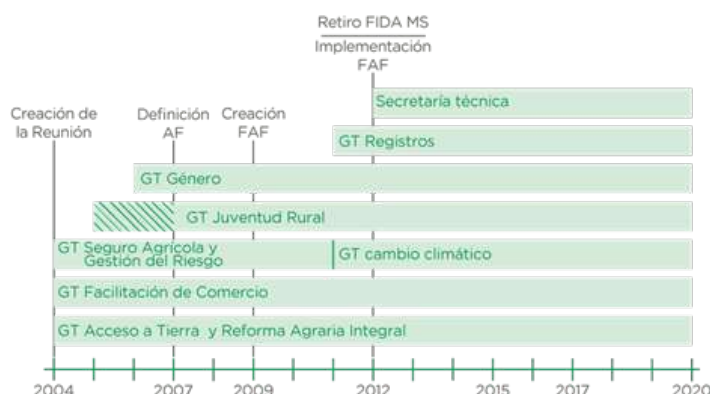 Retiro FIDA MS
Implementación
FAF
Creación de
la Reunión
Definición
AF
Creación
FAF
Secretaría técnica
GT Registros
GT Género
GT Juventud Rural
GT Seguro Agrícola y
Gestión del Riesgo
GT cambio climático
GT Facilitación de Comercio
GT Acceso a Tierra y Reforma Agraria Integral
2004 2007 2009 2012 2015 2017 2020